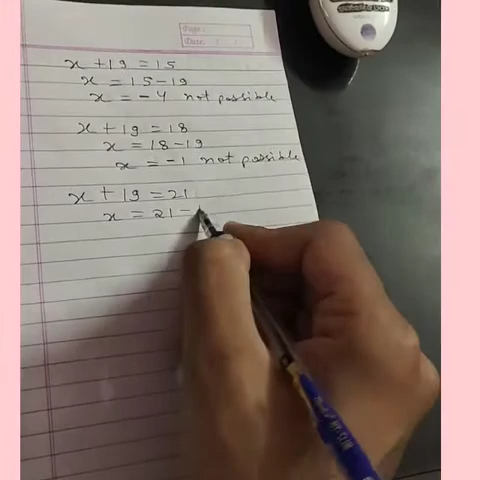 Page:
Date:
x + 19 = 15
x = 15 - 19
x = - 4 not possible
x + 19 = 18
x = 18 - 19
x = - 1 not possible
x + 19 = 21
x = 21 -